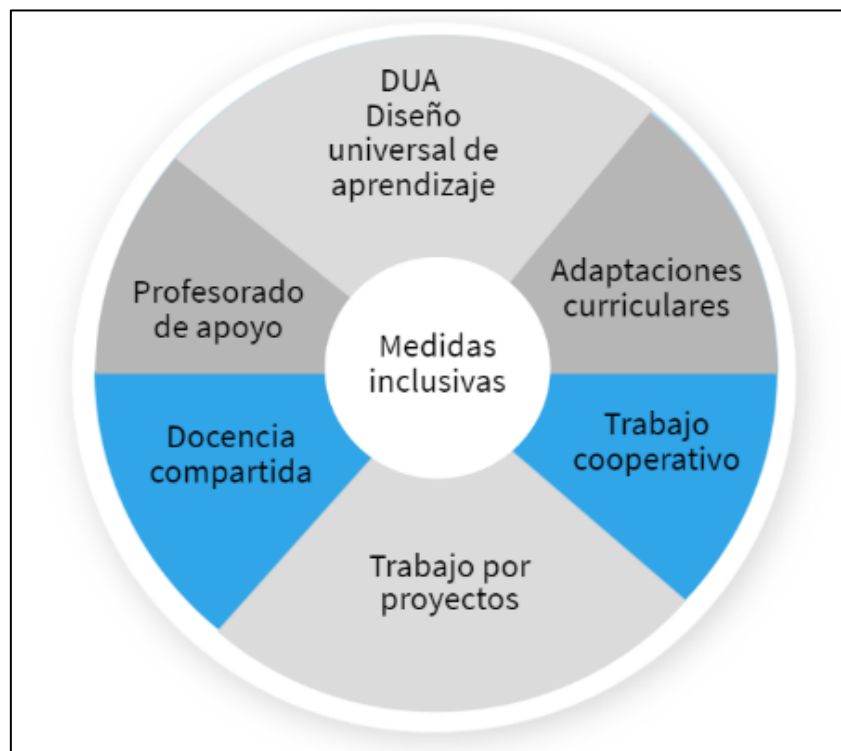 DUA
Diseño
universal de
aprendizaje
Adaptaciones
curriculares
Trabajo
cooperativo
Trabajo por
proyectos
Docencia
compartida
Profesorado
de apoyo
Medidas
inclusivas